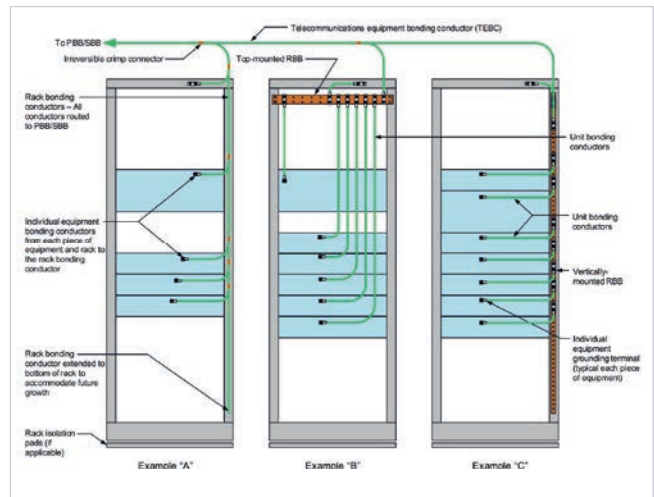 Telecommunications equipment bonding conductor (TEBC)
To PBB/SBB
Irreversible crimp connector
Top-mounted RBB
Rack bonding
conductors – All
conductors routed
to PBB/SBB
Unit bonding
conductors
Individual equipment
bonding conductors
from each piece of
equipment and rack to
the rack bonding
conductor
Unit bonding
conductors
Vertically-
mounted RBB
Individual
equipment
grounding terminal
(typical each piece
of equipment)
Rack bonding
conductor extended to
bottom of rack to
accommodate future
growth
Rack isolation
pads (if
applicable)
Example "A"
Example "B"
Example "C"